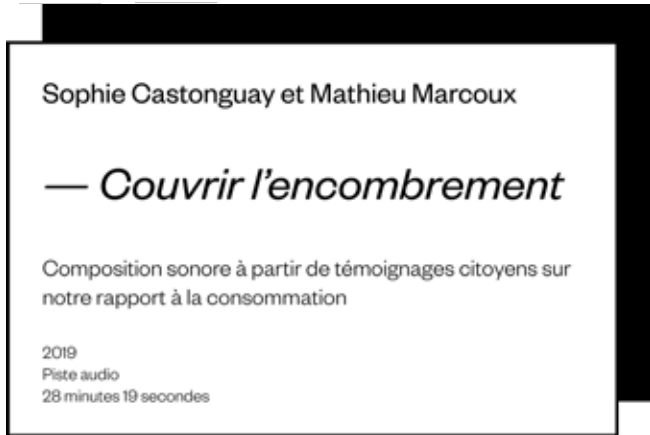 Sophie Castonguay et Mathieu Marcoux
— Couvrir l'encombrement
Composition sonore à partir de témoignages citoyens sur
notre rapport à la consommation
2019
Piste audio
28 minutes 19 secondes